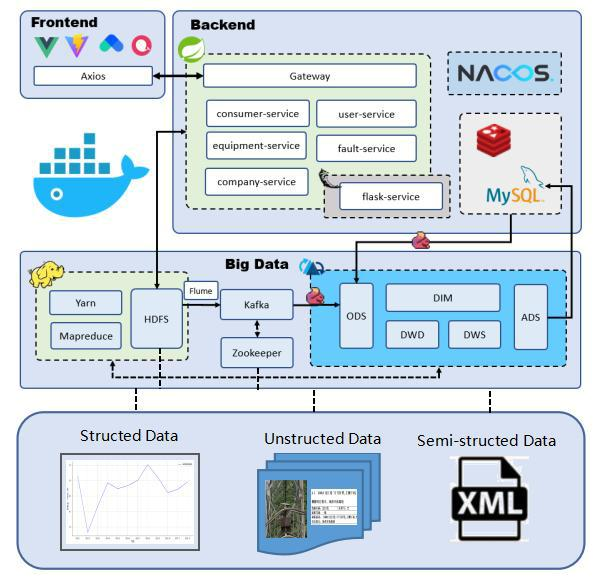 Frontend
Axios
Backend
Gateway
consumer-service
user-service
equipment-service
fault-service
company-service
flask-service
NACOS.
MySQL
Big Data
Yarn
Mapreduce
HDFS
Flume
Kafka
Zookeeper
ODS
DIM
DWD
DWS
ADS
Structed Data
Unstructed Data
Semi-structed Data
XML